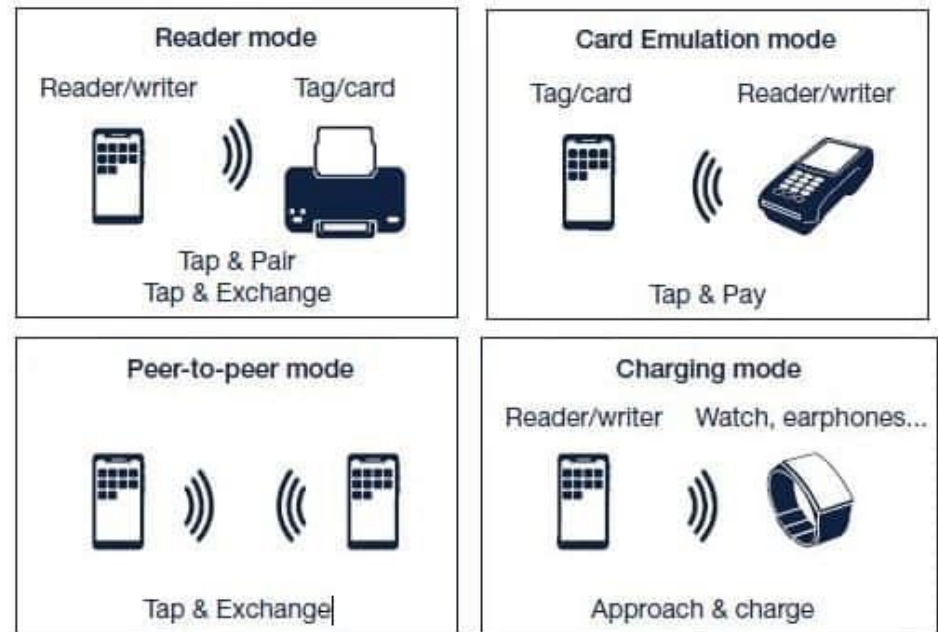 Reader mode
Reader/writer
Tag/card
Tap & Pair
Tap & Exchange
Card Emulation mode
Tag/card
Reader/writer
Tap & Pay
Peer-to-peer mode
Tap & Exchange
Charging mode
Reader/writer
Watch, earphones...
Approach & charge